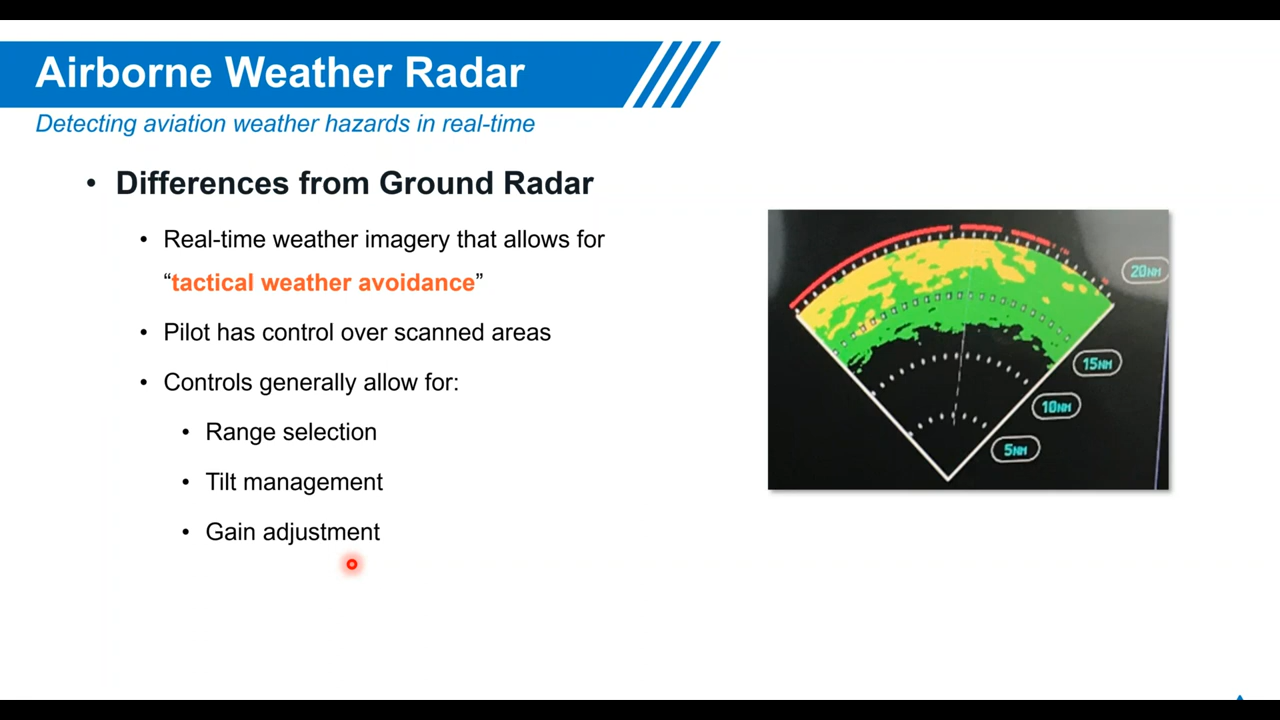 Airborne Weather Radar
Detecting aviation weather hazards in real-time
• Differences from Ground Radar
• Real-time weather imagery that allows for
“tactical weather avoidance”
• Pilot has control over scanned areas
• Controls generally allow for:
• Range selection
• Tilt management
• Gain adjustment
20NM
15NM
10NM
5NM